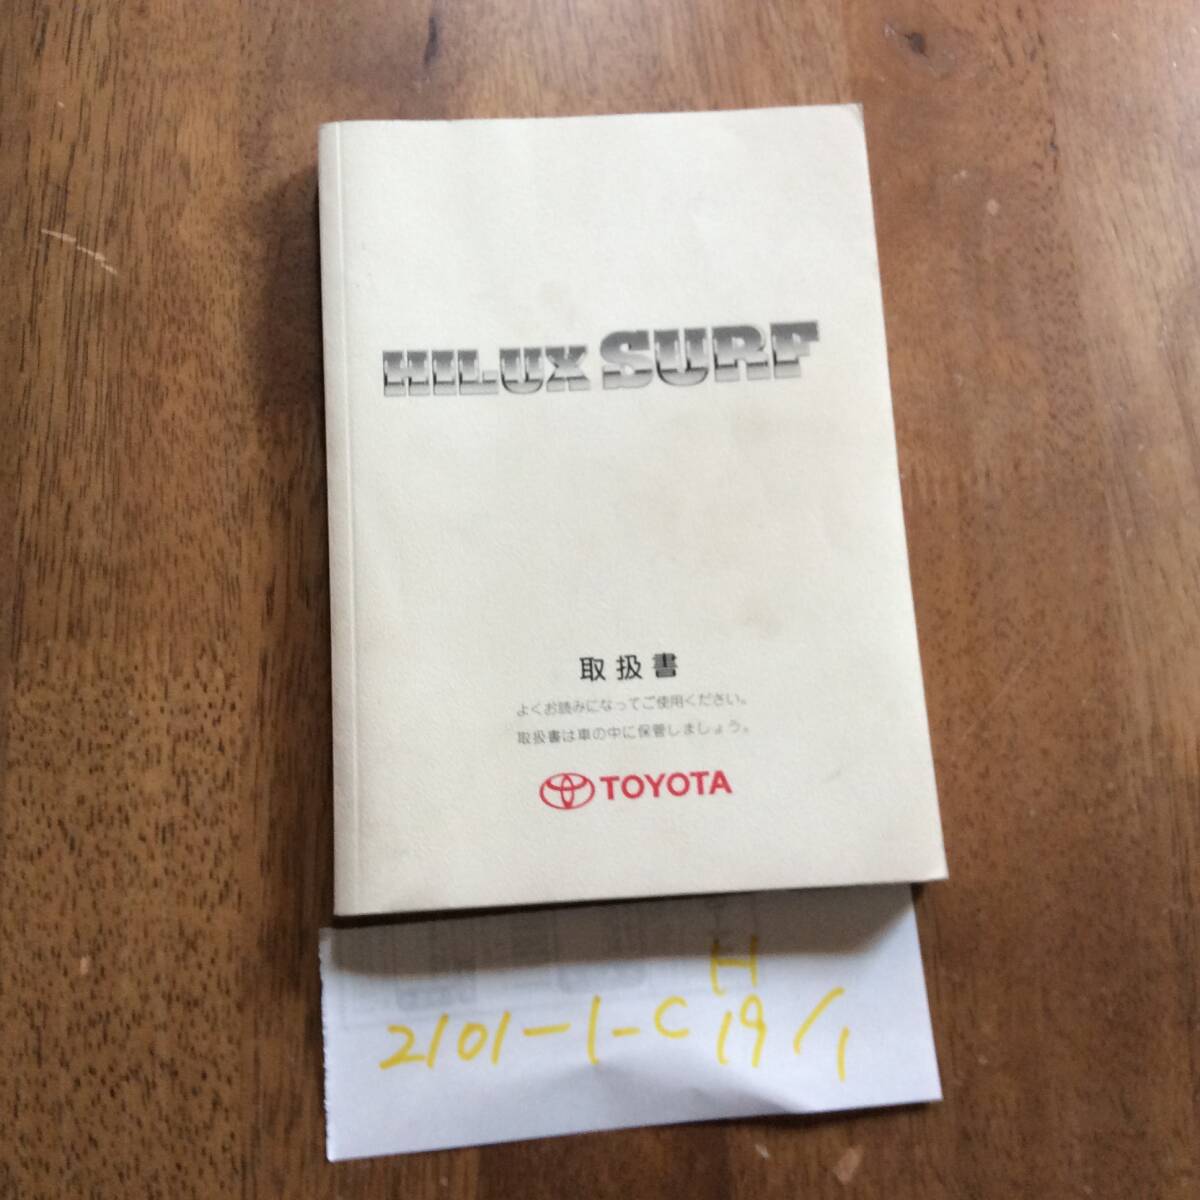 HILUX SURF
取扱書
よくお読みになってご使用ください。
取扱書は車の中に保管しましょう。
TOYOTA
H
2101-1-C 19/1